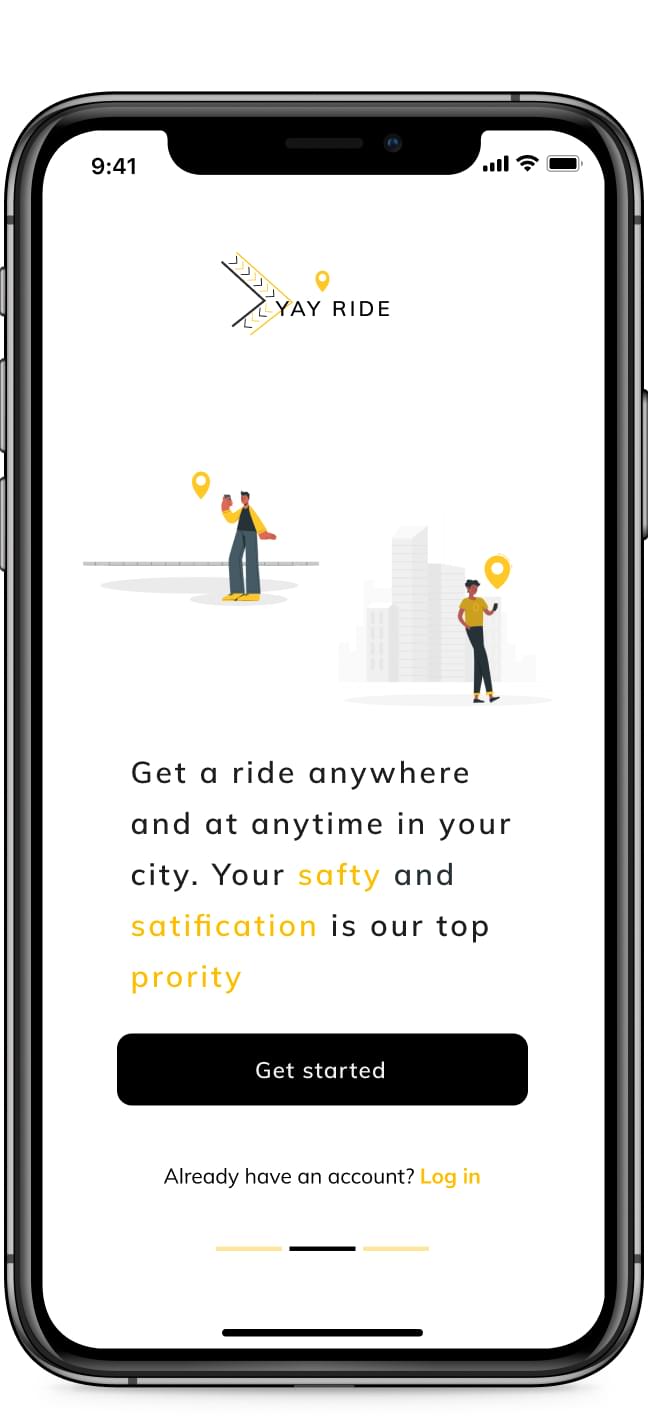 9:41
YAY RIDE
Get a ride anywhere
and at anytime in your
city. Your safty and
satification is our top
prority
Get started
Already have an account? Log in